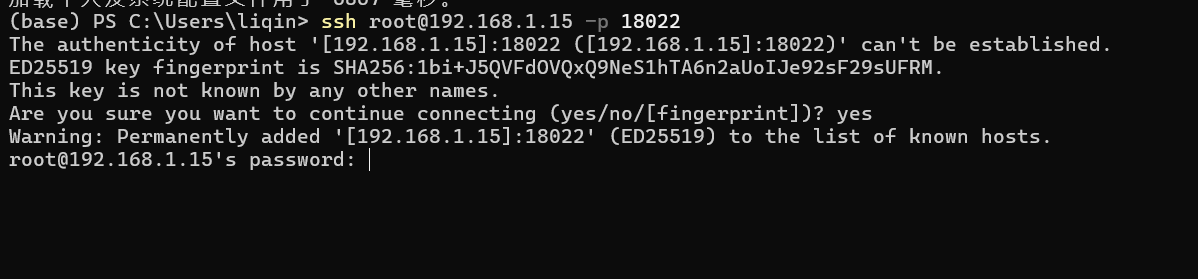 (base) PS C:\Users\liqin> ssh root@192.168.1.15 -p 18022
The authenticity of host '[192.168.1.15]:18022 ([192.168.1.15]:18022)' can't be established.
ED25519 key fingerprint is SHA256:1bi+J5QVFdOVQxQ9NeS1hTA6n2aUoIJe92sF29sUFRM.
This key is not known by any other names.
Are you sure you want to continue connecting (yes/no/[fingerprint])? yes
Warning: Permanently added '[192.168.1.15]:18022' (ED25519) to the list of known hosts.
root@192.168.1.15's password: